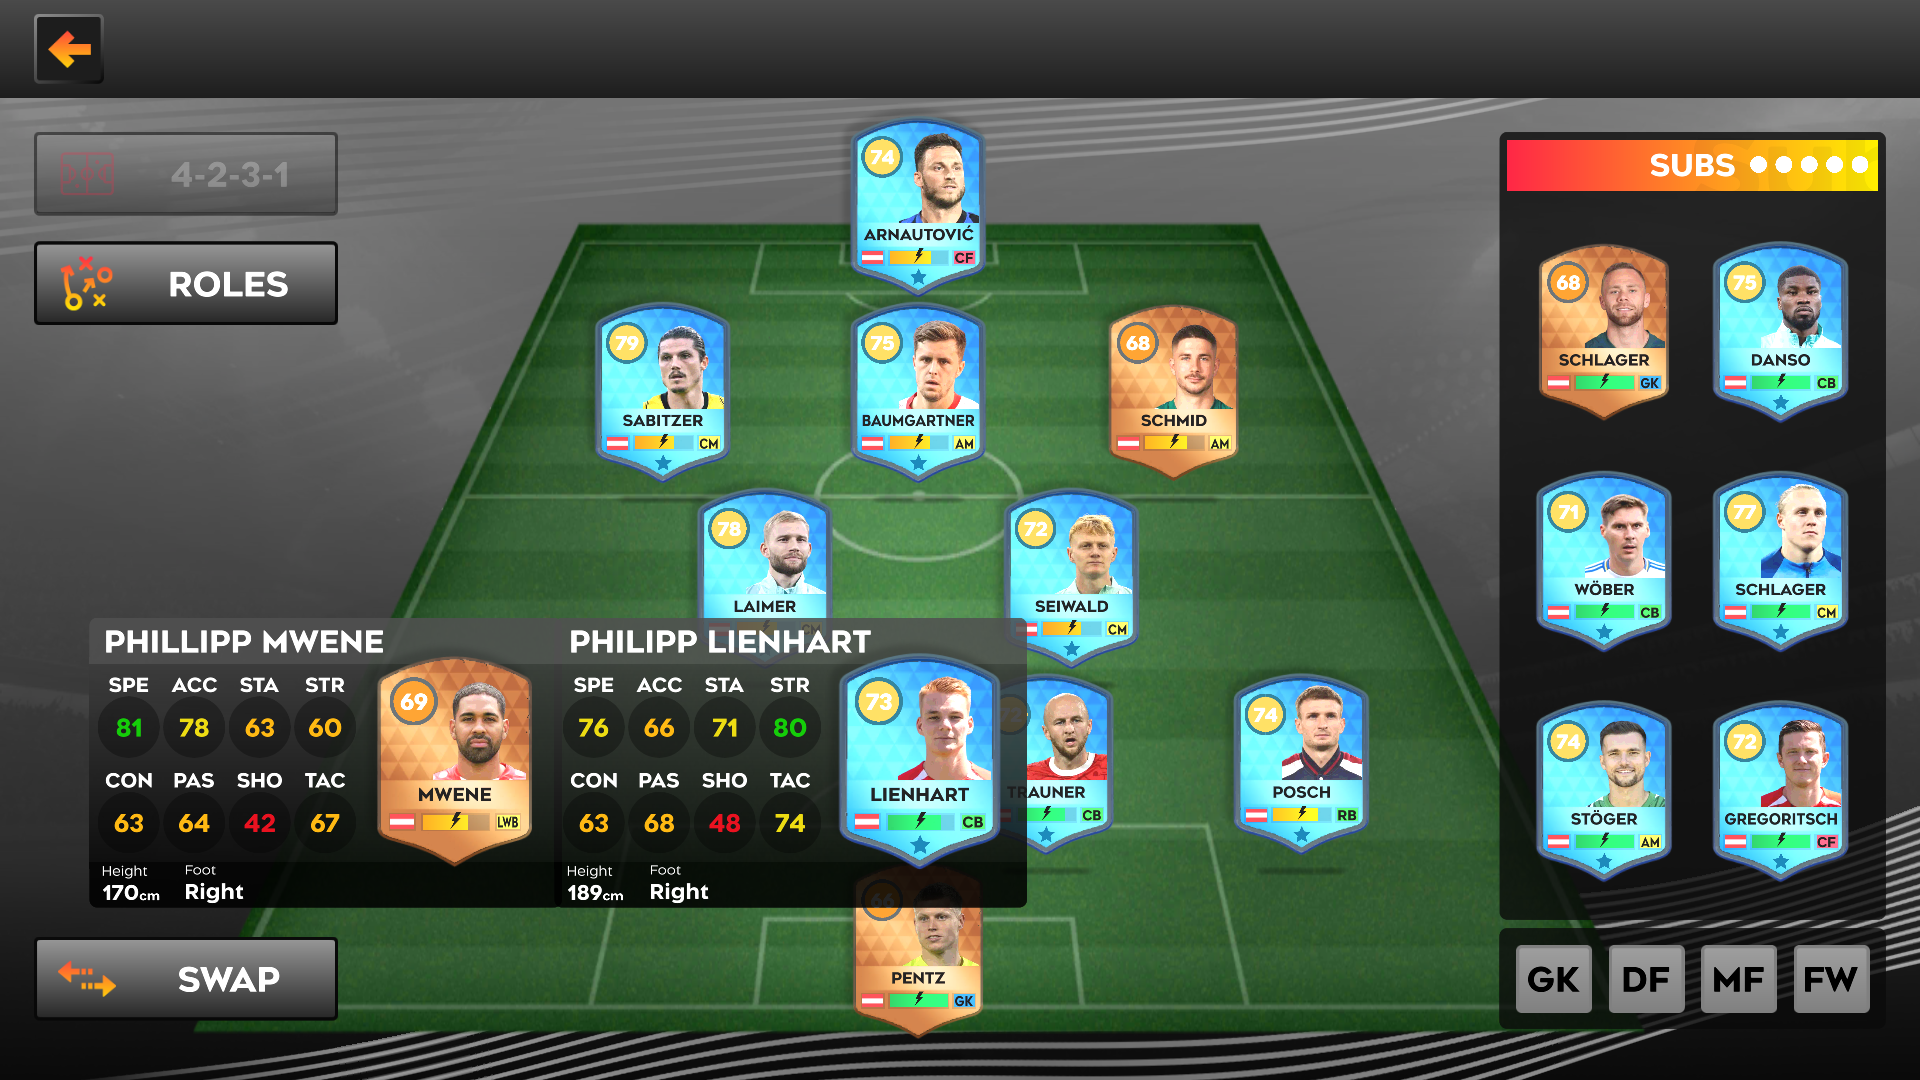 4-2-3-1
ROLES
SUBS
74
ARNAUTOVIĆ
CF
79
SABITZER
CM
75
BAUMGARTNER
AM
68
SCHMID
AM
78
LAIMER
CM
72
SEIWALD
CM
PHILLIPP MWENE
SPE ACC STA STR
81 78 63 60
CON PAS SHO TAC
63 64 42 67
Height Foot
170cm Right
69
MWENE
LWB
PHILIPP LIENHART
SPE ACC STA STR
76 66 71 80
CON PAS SHO TAC
63 68 48 74
Height Foot
189cm Right
73
LIENHART
CB
72
TRAUNER
CB
74
POSCH
RB
66
PENTZ
GK
68
SCHLAGER
GK
75
DANSO
CB
71
WÖBER
CB
77
SCHLAGER
CM
74
STÖGER
AM
72
GREGORITSCH
CF
SWAP
GK DF MF FW